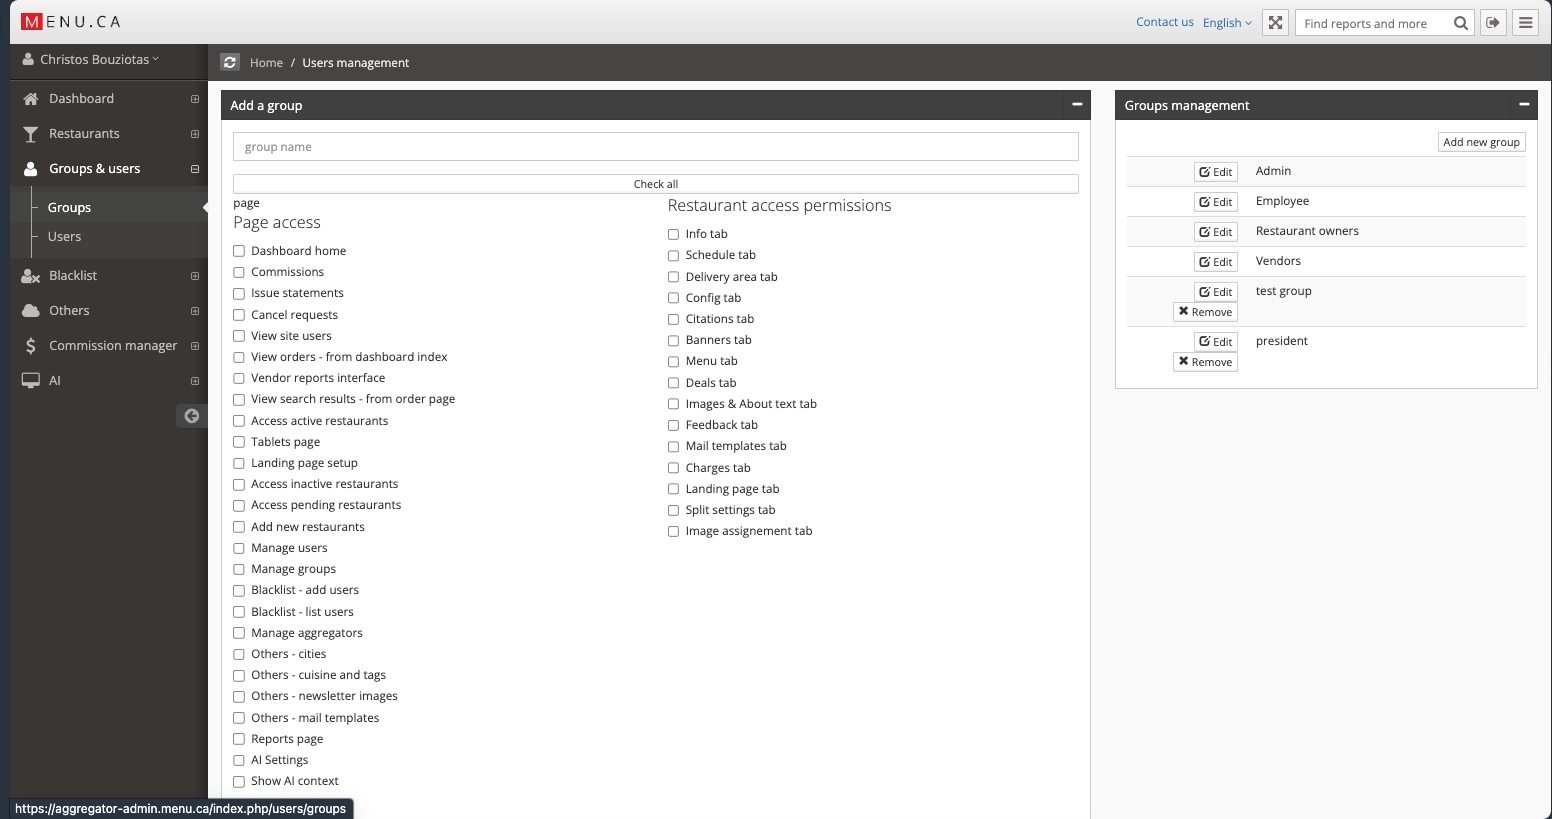 MENU.CA
Contact us
English
Find reports and more
Christos Bouziotas
Home / Users management
Dashboard
Restaurants
Groups & users
Groups
Users
Blacklist
Others
Commission manager
AI
Add a group
group name
Check all
page
Page access
Dashboard home
Commissions
Issue statements
Cancel requests
View site users
View orders - from dashboard index
Vendor reports interface
View search results - from order page
Access active restaurants
Tablets page
Landing page setup
Access inactive restaurants
Access pending restaurants
Add new restaurants
Manage users
Manage groups
Blacklist - add users
Blacklist - list users
Manage aggregators
Others - cities
Others - cuisine and tags
Others - newsletter images
Others - mail templates
Reports page
AI Settings
Show AI context
Restaurant access permissions
Info tab
Schedule tab
Delivery area tab
Config tab
Citations tab
Banners tab
Menu tab
Deals tab
Images & About text tab
Feedback tab
Mail templates tab
Charges tab
Landing page tab
Split settings tab
Image assignement tab
Groups management
Add new group
Edit Admin
Edit Employee
Edit Restaurant owners
Edit Vendors
Edit test group
Remove
Edit president
Remove
https://aggregator-admin.menu.ca/index.php/users/groups